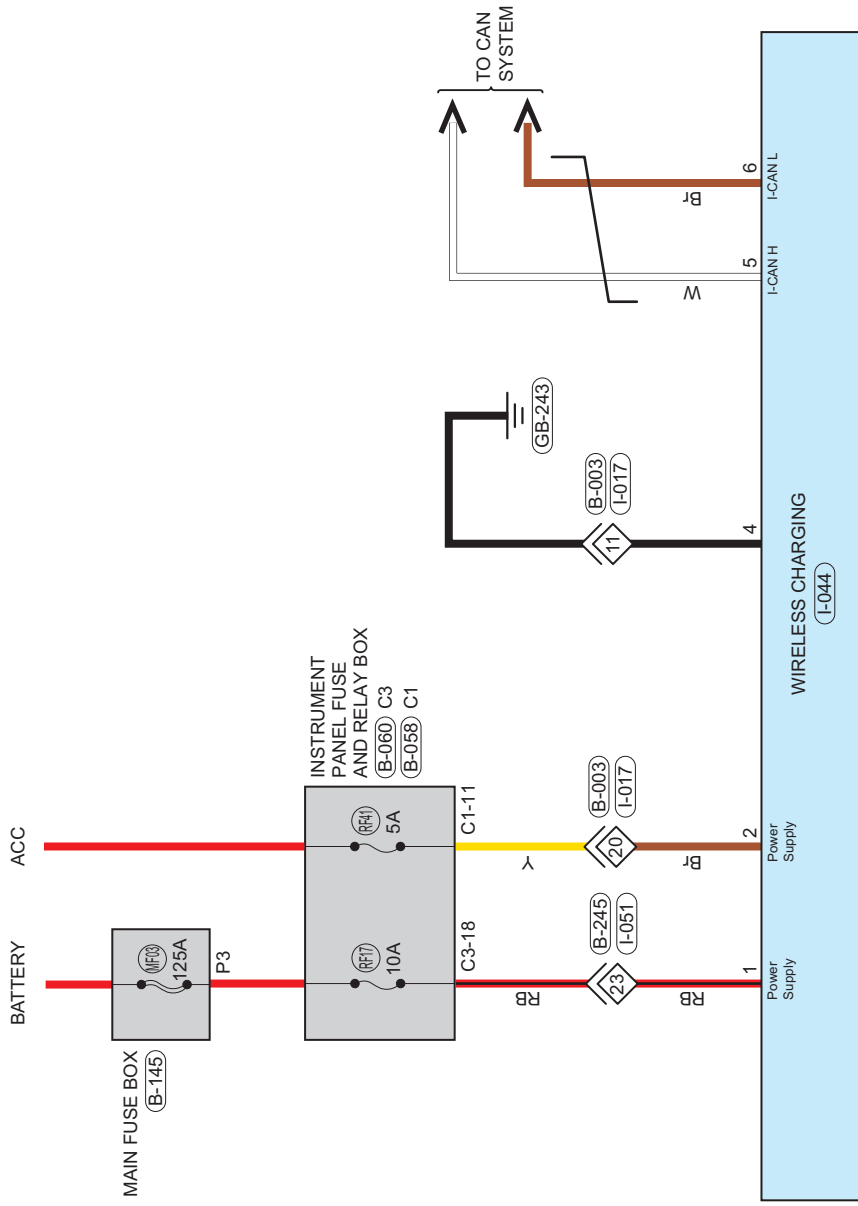 BATTERY
ACC
MAIN FUSE BOX
B-145
MF03
125A
P3
INSTRUMENT
PANEL FUSE
AND RELAY BOX
B-060 C3
B-058 C1
RF17
10A
RF41
5A
C3-18
C1-11
RB
Y
B-245
I-051
23
B-003
I-017
20
RB
Br
1
Power
Supply
2
Power
Supply
GB-243
B-003
I-017
11
4
TO CAN
SYSTEM
W
Br
5
I-CAN H
6
I-CAN L
WIRELESS CHARGING
I-044